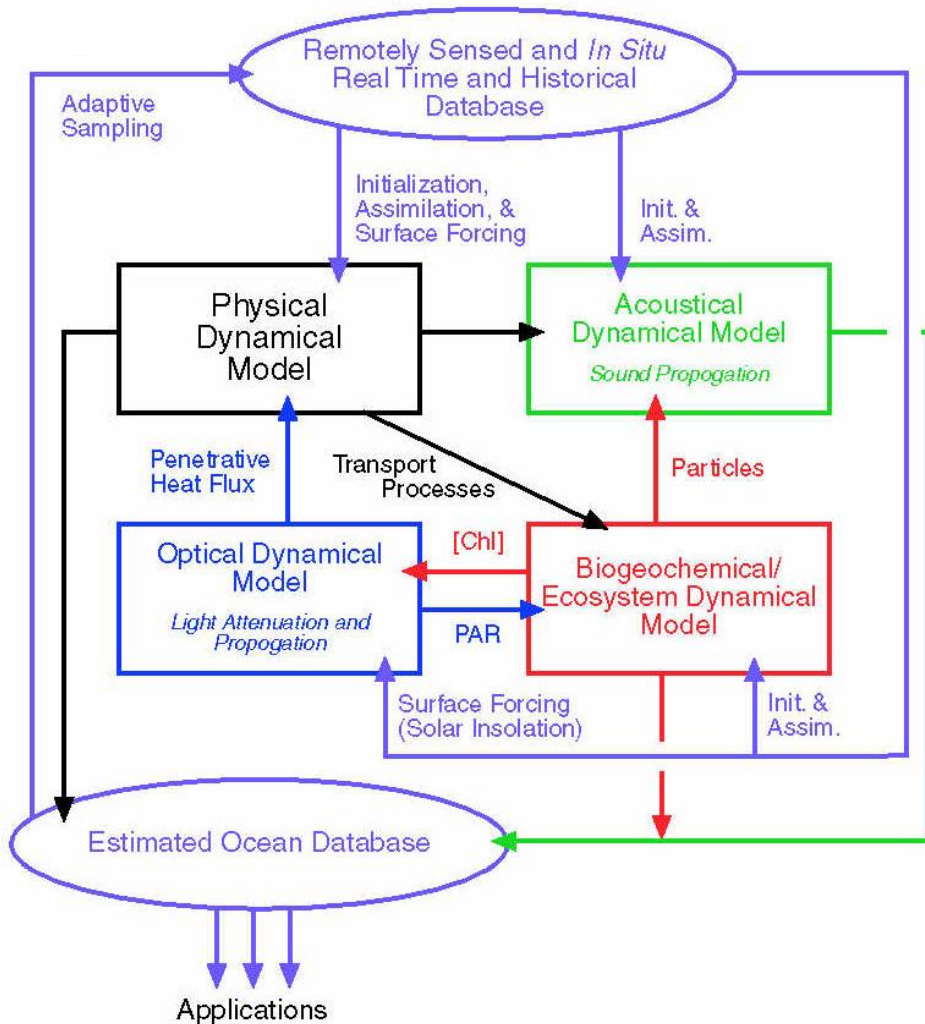 Remotely Sensed and In Situ
Real Time and Historical
Database
Adaptive
Sampling
Initialization,
Assimilation, &
Surface Forcing
Init. &
Assim.
Physical
Dynamical
Model
Acoustical
Dynamical Model
Sound Propogation
Penetrative
Heat Flux
Transport
Processes
Particles
Optical Dynamical
Model
Light Attenuation and
Propogation
[Chl]
PAR
Biogeochemical/
Ecosystem Dynamical
Model
Surface Forcing
(Solar Insolation)
Init. &
Assim.
Estimated Ocean Database
Applications